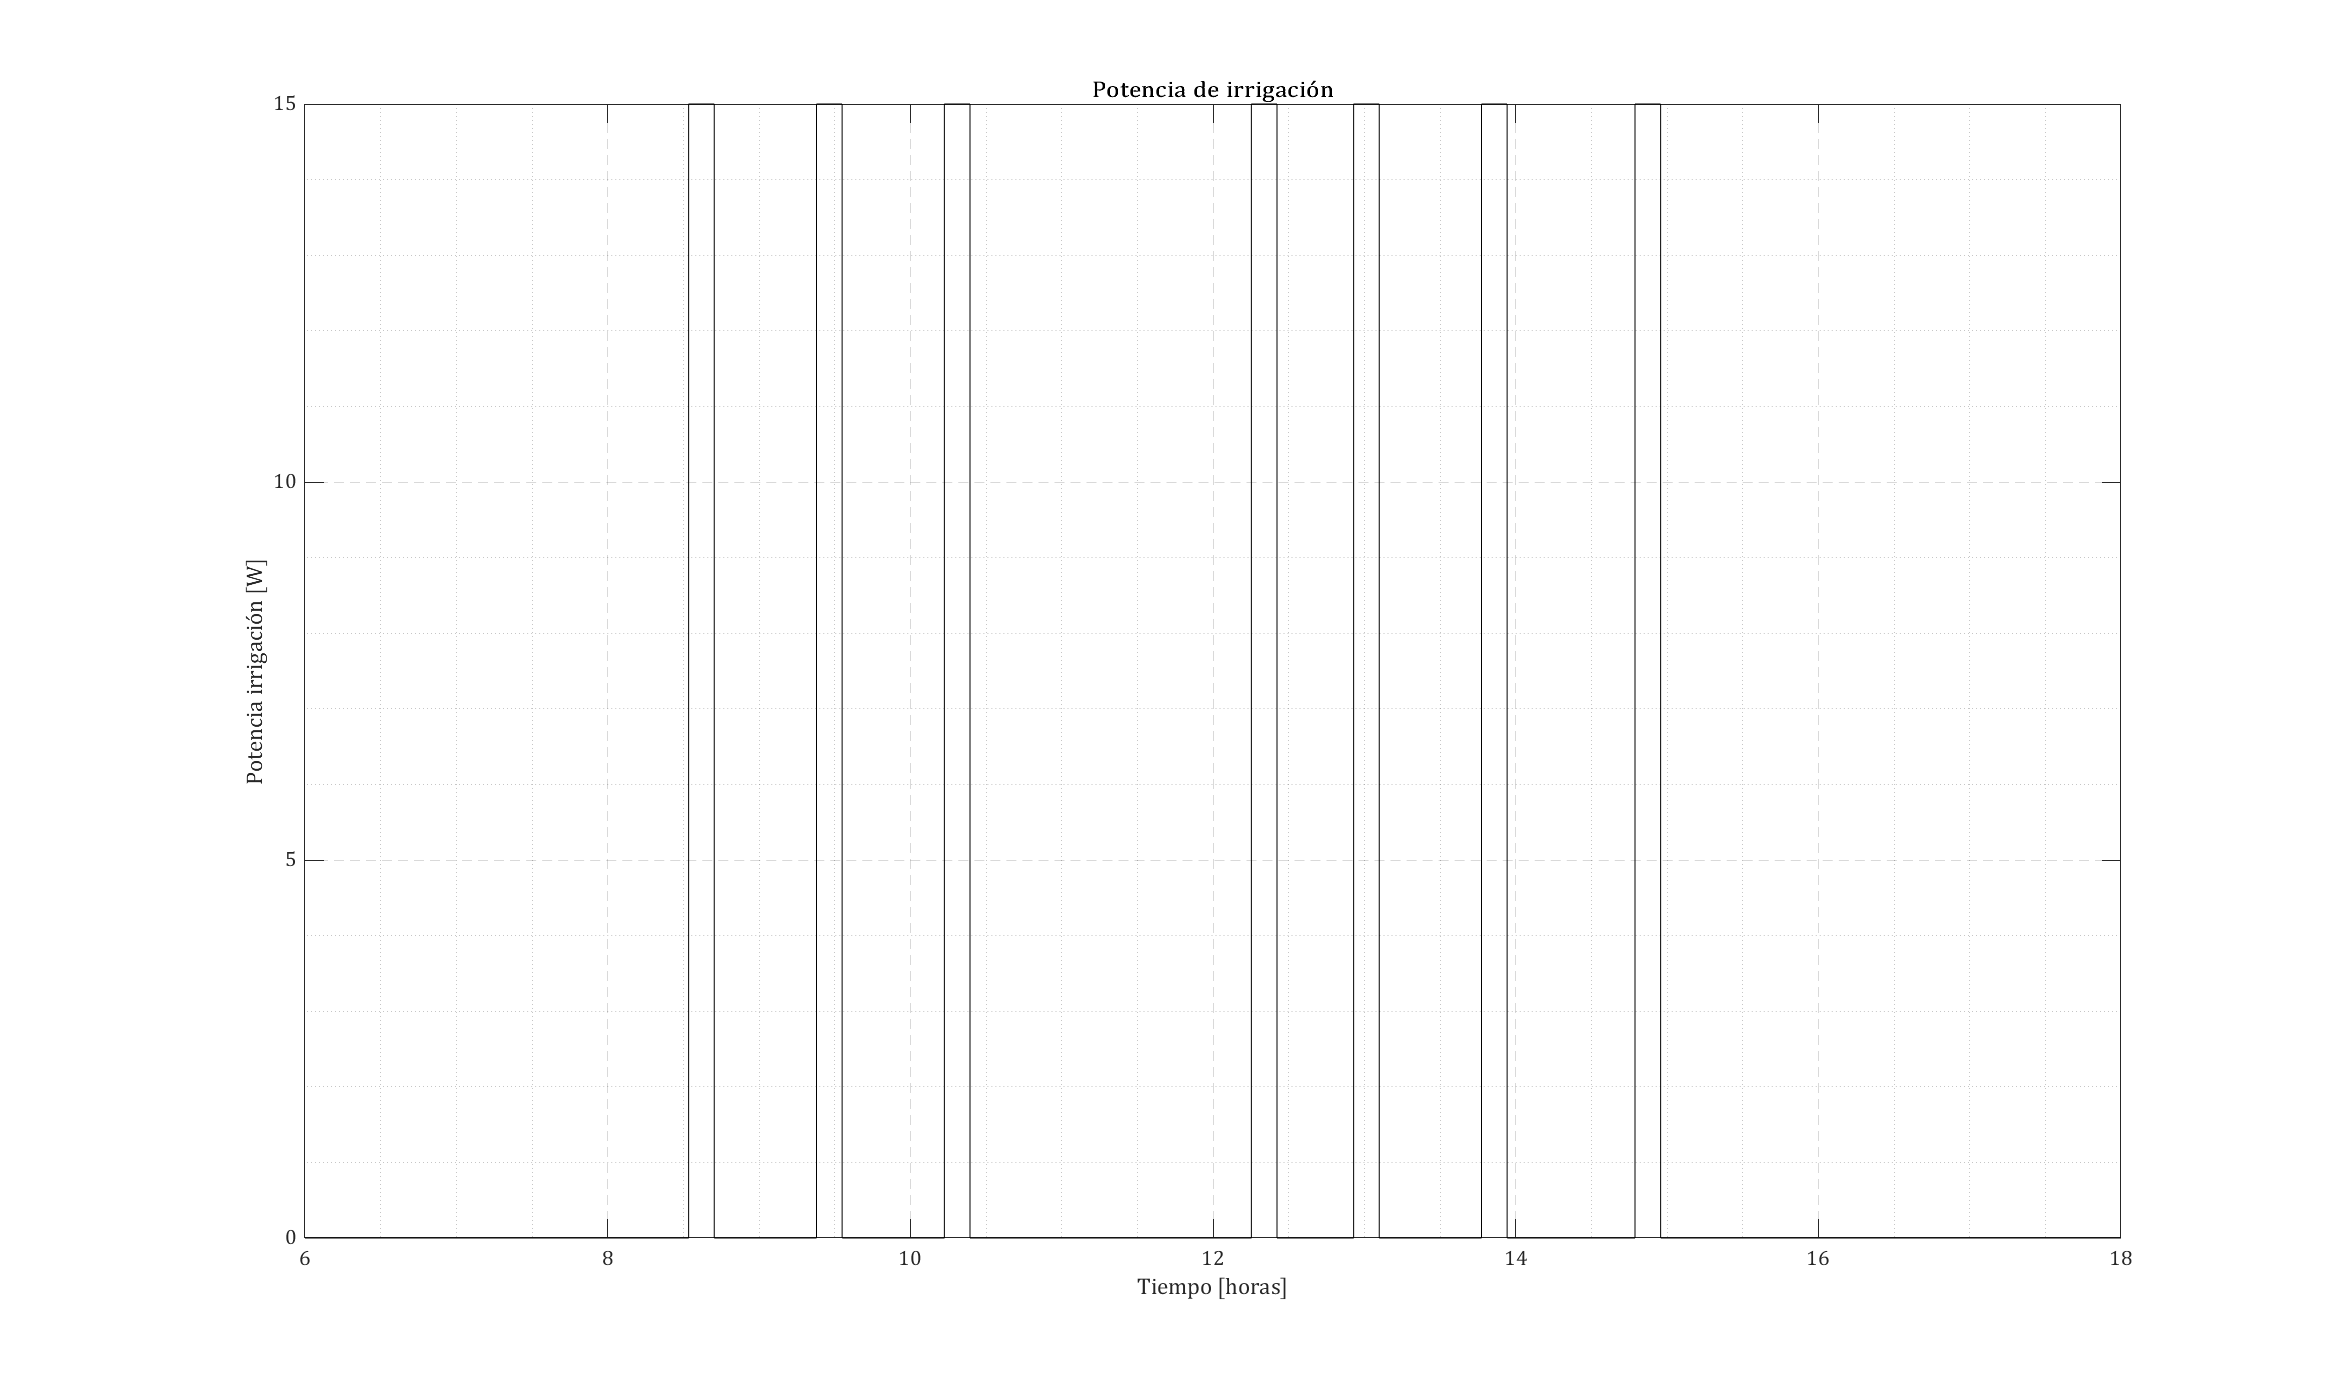 Potencia de irrigación
15
10
5
0
Potencia irrigación [W]
6 8 10 12 14 16 18
Tiempo [horas]